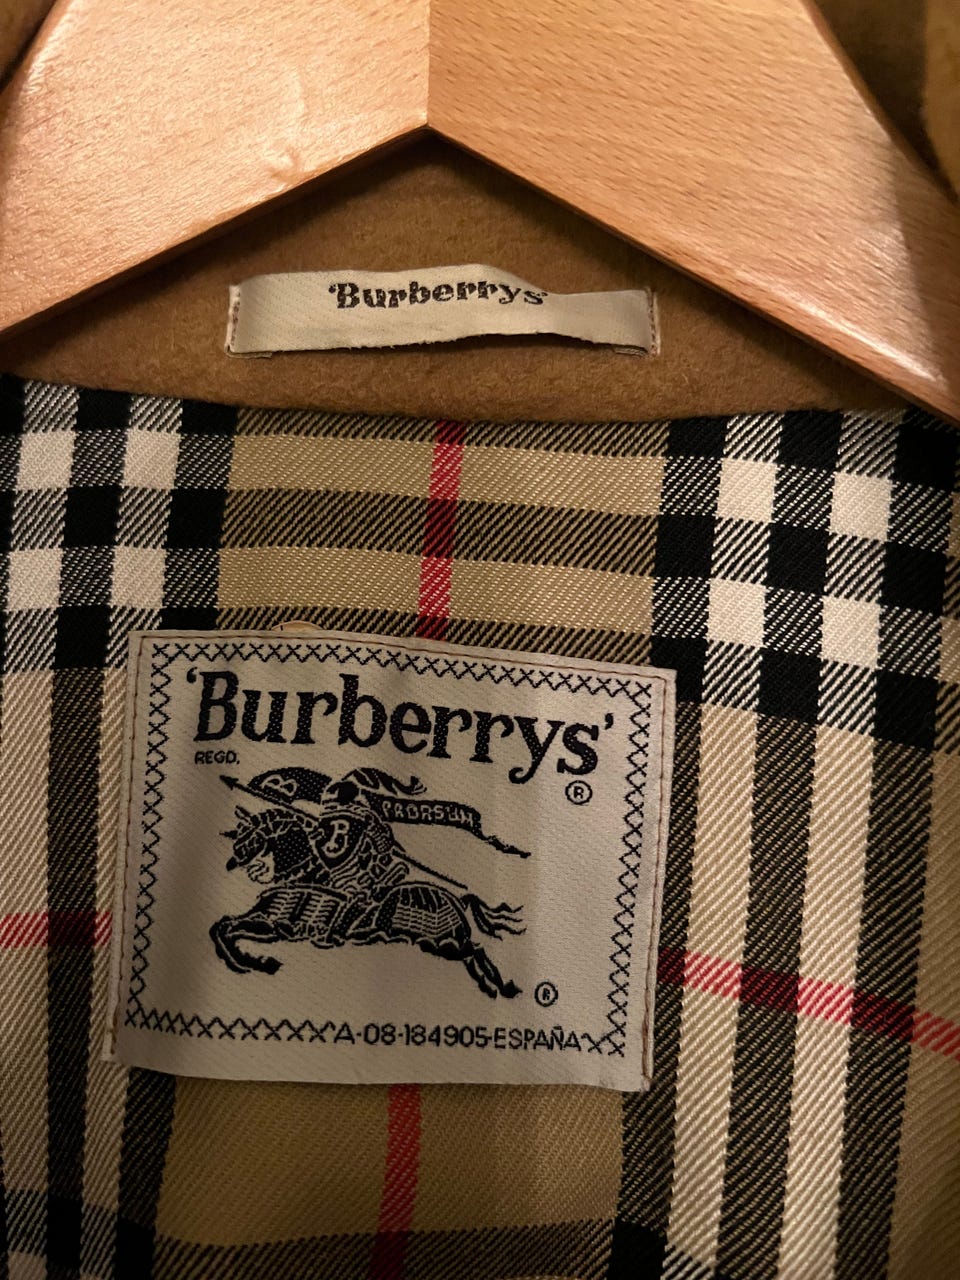 'Burberrys'
'Burberrys'
REGD.
®
B
PRORSUM
B
®
A-08-184905-ESPAÑA